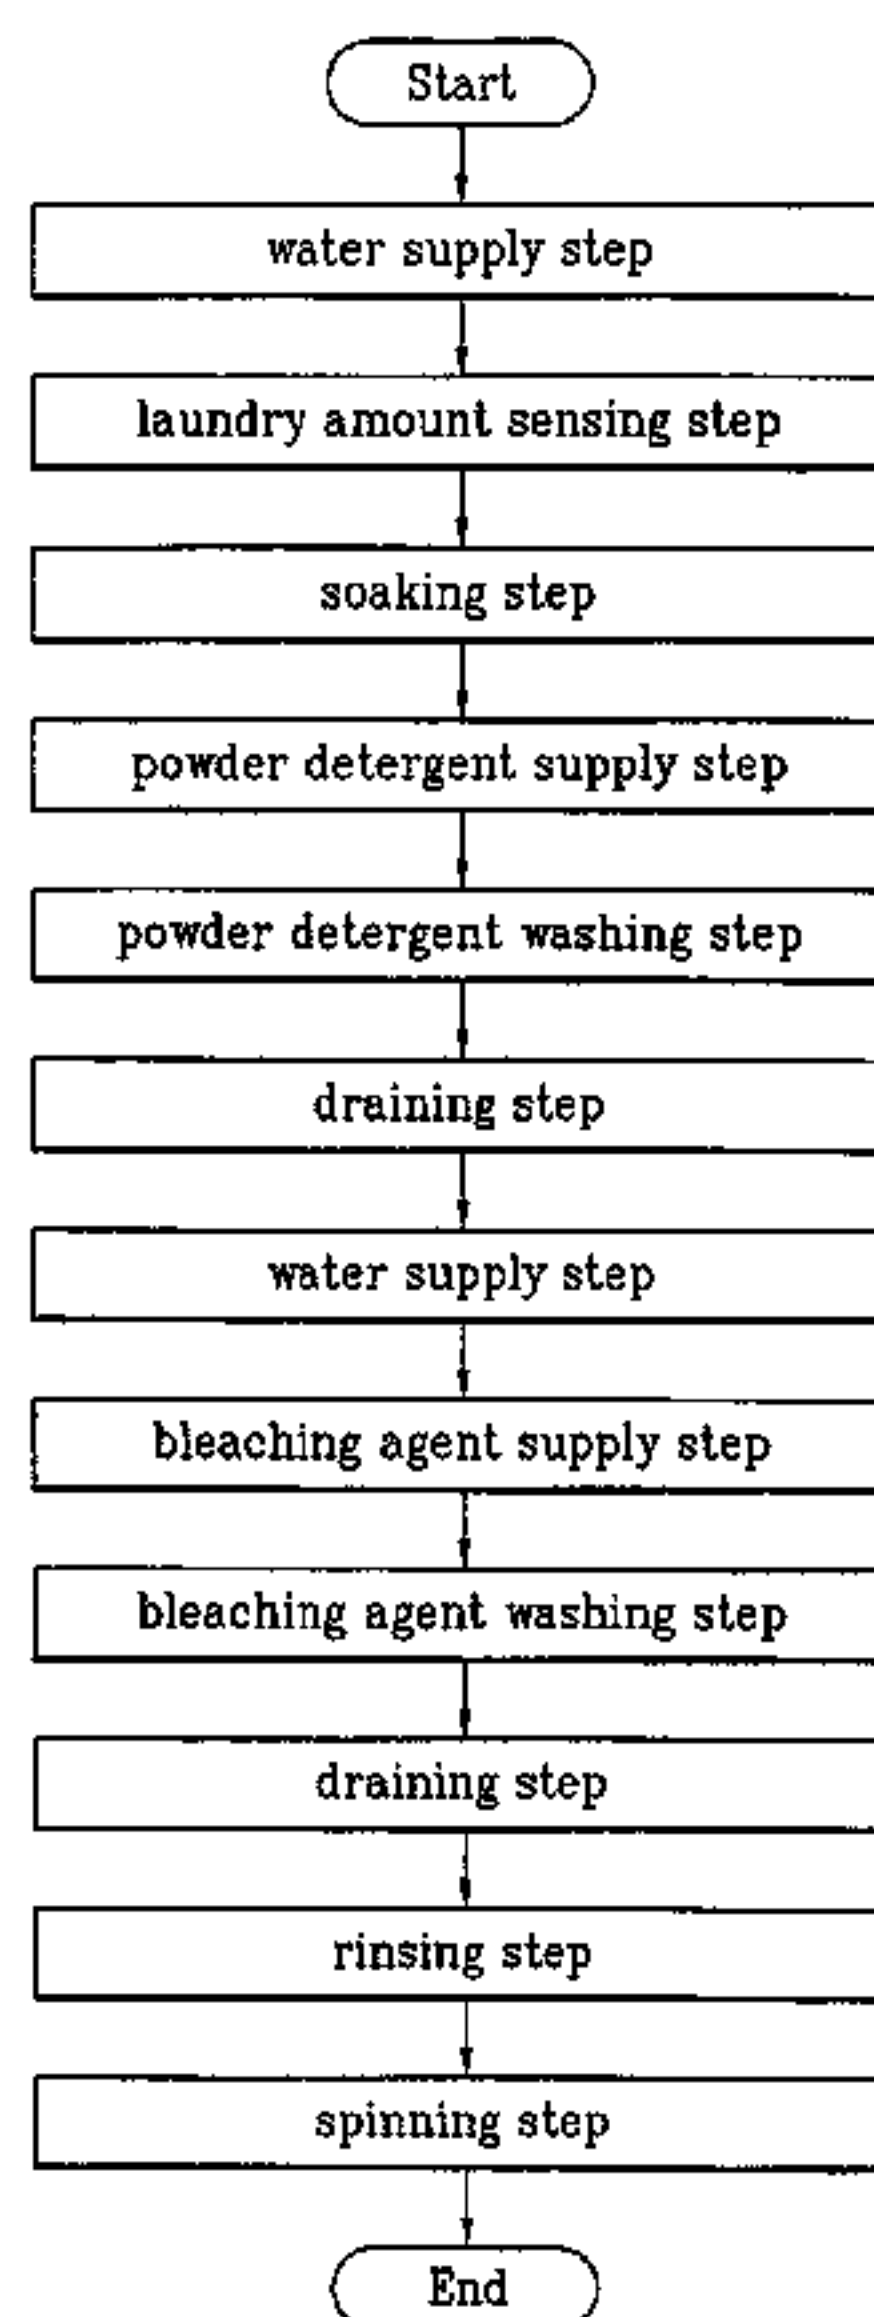 Start
water supply step
laundry amount sensing step
soaking step
powder detergent supply step
powder detergent washing step
draining step
water supply step
bleaching agent supply step
bleaching agent washing step
draining step
rinsing step
spinning step
End